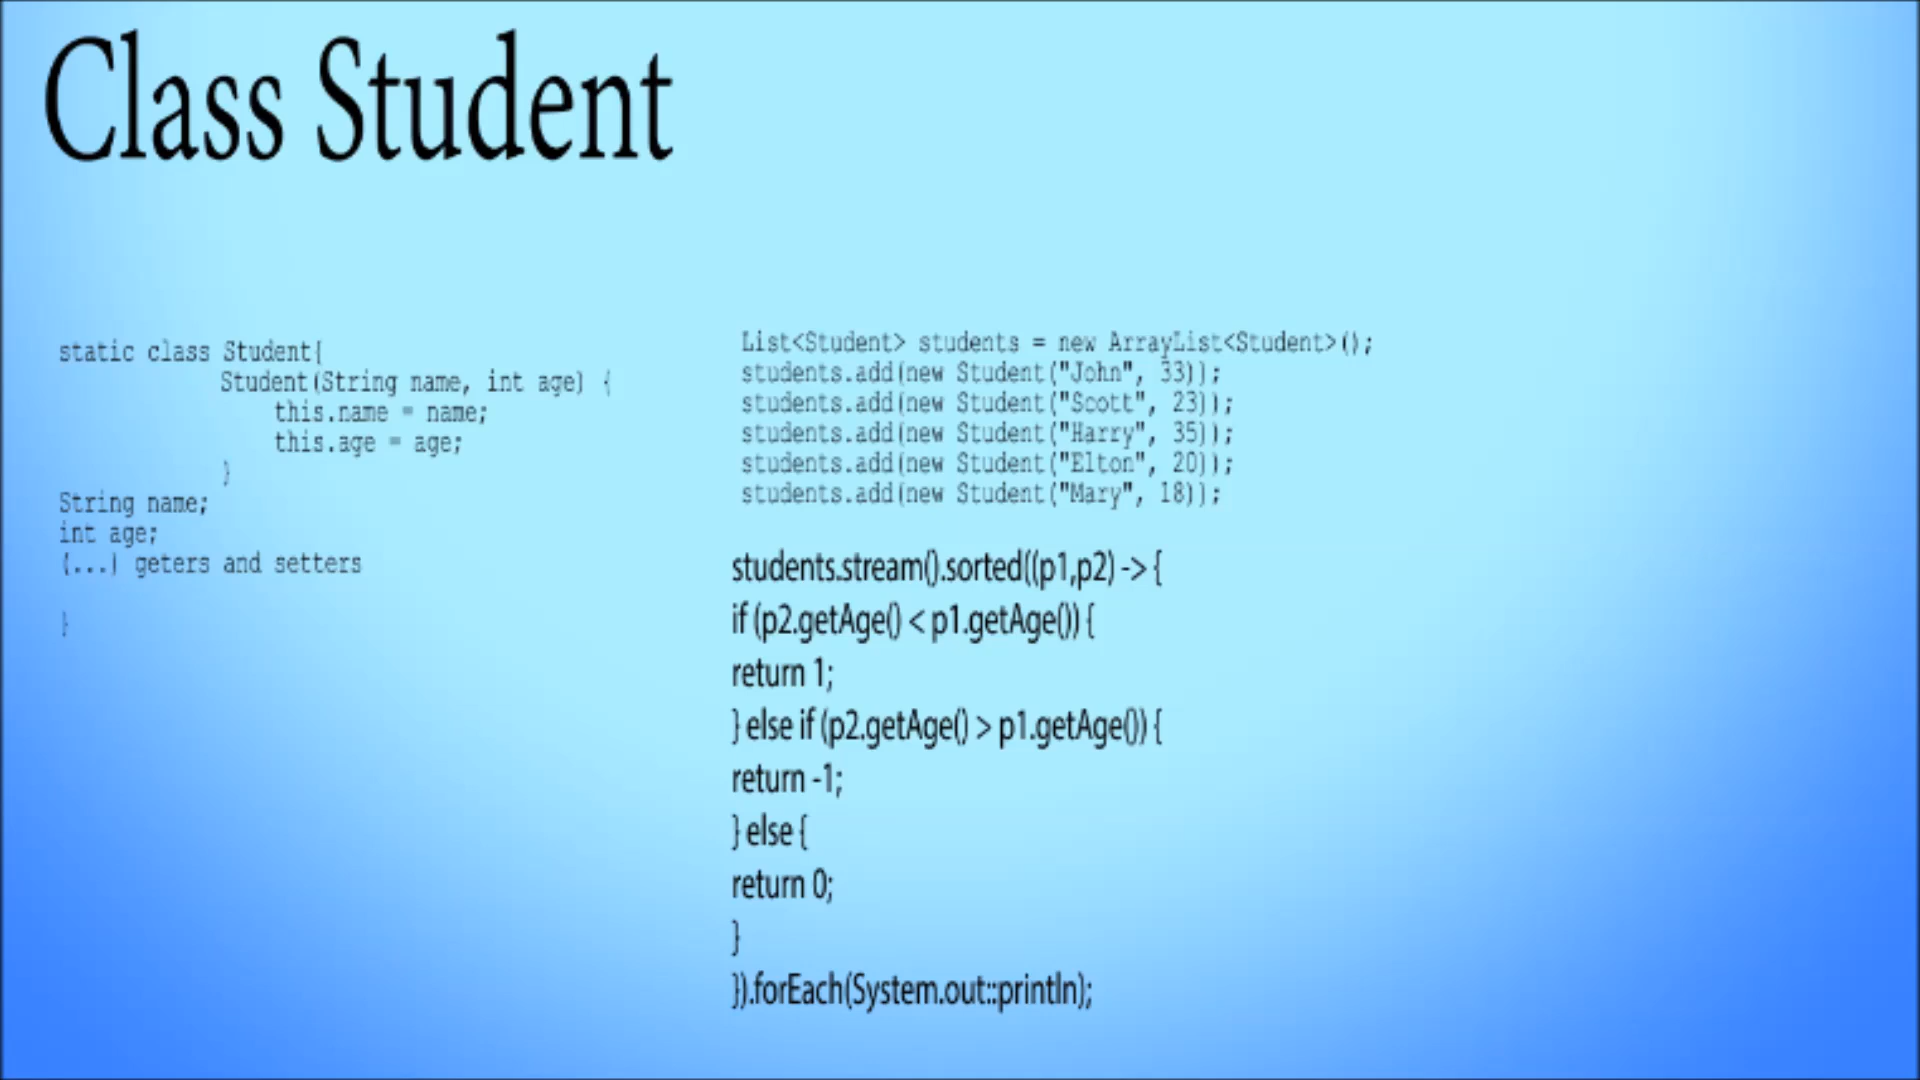 Class Student
static class Student{
Student(String name, int age) {
this.name = name;
this.age = age;
}
String name;
int age;
(...) geters and setters
}
List<Student> students = new ArrayList<Student>();
students.add(new Student("John", 33));
students.add(new Student("Scott", 23));
students.add(new Student("Harry", 35));
students.add(new Student("Elton", 20));
students.add(new Student("Mary", 18));
students.stream().sorted((p1,p2) -> {
if (p2.getAge() < p1.getAge()) {
return 1;
} else if (p2.getAge() > p1.getAge()) {
return -1;
} else {
return 0;
}
}).forEach(System.out::println);